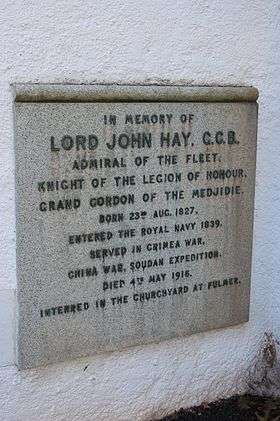 IN MEMORY OF
LORD JOHN HAY. G.C.B.
ADMIRAL OF THE FLEET.
KNIGHT OF THE LEGION OF HONOUR.
GRAND CORDON OF THE MEDJIDIE.
BORN 23RD AUG. 1827.
ENTERED THE ROYAL NAVY 1839.
SERVED IN CRIMEA WAR.
CHINA WAR, SOUDAN EXPEDITION.
DIED 4TH MAY 1916.
INTERRED IN THE CHURCHYARD AT FULMER.